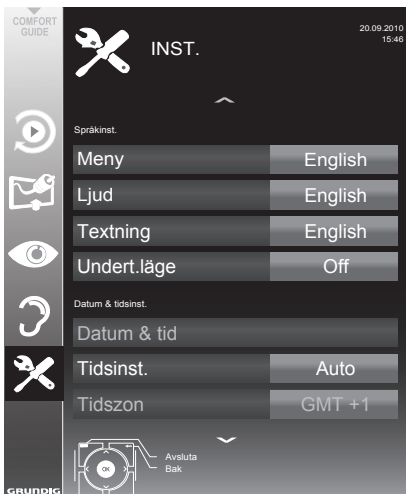 COMFORT
GUIDE
INST.
20.09.2010
15:46
Språkinst.
Meny English
Ljud English
Textning English
Undert.läge Off
Datum & tidsinst.
Datum & tid
Tidsinst. Auto
Tidszon GMT +1
OK
Avsluta
Bak
GRUNDIG